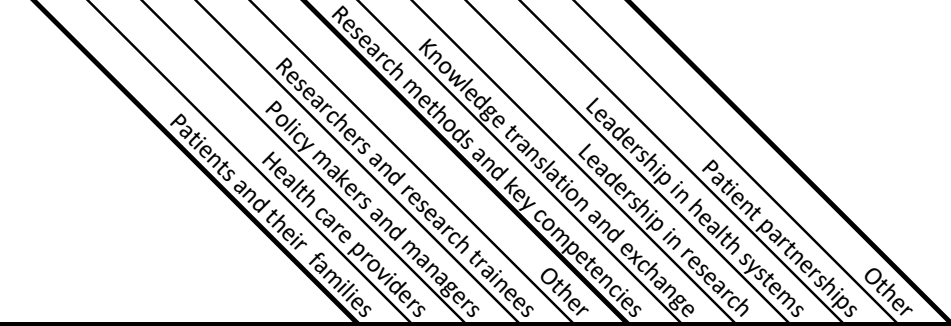 Patients and their families
Health care providers
Policy makers and managers
Researchers and research trainees
Other
Research methods and key competencies
Knowledge translation and exchange
Leadership in research
Leadership in health systems
Patient partnerships
Other